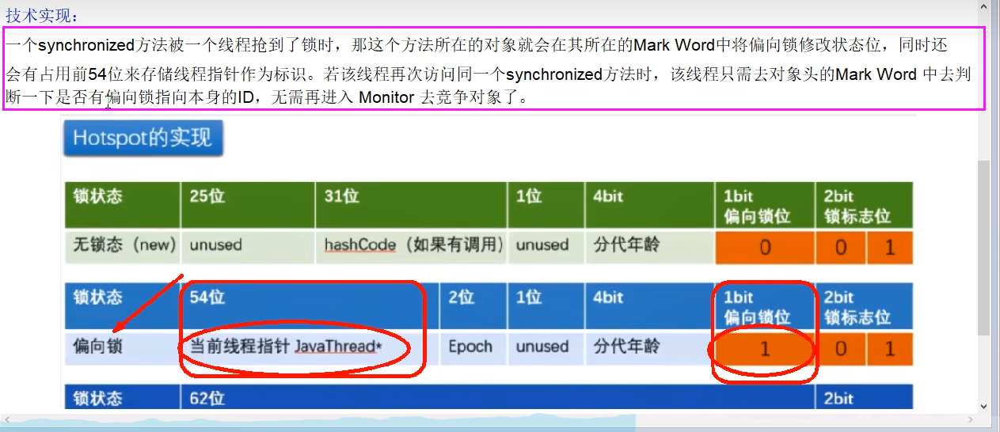 技术实现：
一个synchronized方法被一个线程抢到了锁时，那这个方法所在的对象就会在其所在的Mark Word中将偏向锁修改状态位，同时还
会有占用前54位来存储线程指针作为标识。若该线程再次访问同一个synchronized方法时，该线程只需去对象头的Mark Word 中去判
断一下是否有偏向锁指向本身的ID，无需再进入 Monitor 去竞争对象了。
Hotspot的实现
锁状态 25位 31位 1位 4bit 1bit 2bit
偏向锁位 锁标志位
无锁态（new） unused hashCode（如果有调用） unused 分代年龄 0 0 1
锁状态 54位 2位 1位 4bit 1bit 2bit
偏向锁位 锁标志位
偏向锁 当前线程指针 JavaThread* Epoch unused 分代年龄 1 0 1
锁状态 62位 2bit